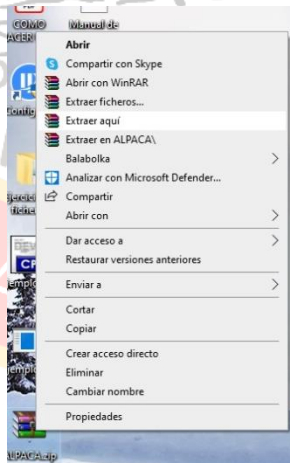 COMO
Manual de
Abrir
Compartir con Skype
Abrir con WinRAR
Extraer ficheros...
Extraer aquí
Extraer en ALPACA\
Balabolka
Analizar con Microsoft Defender...
Compartir
Abrir con
Dar acceso a
Restaurar versiones anteriores
Enviar a
Cortar
Copiar
Crear acceso directo
Eliminar
Cambiar nombre
Propiedades
ALPACA.zip